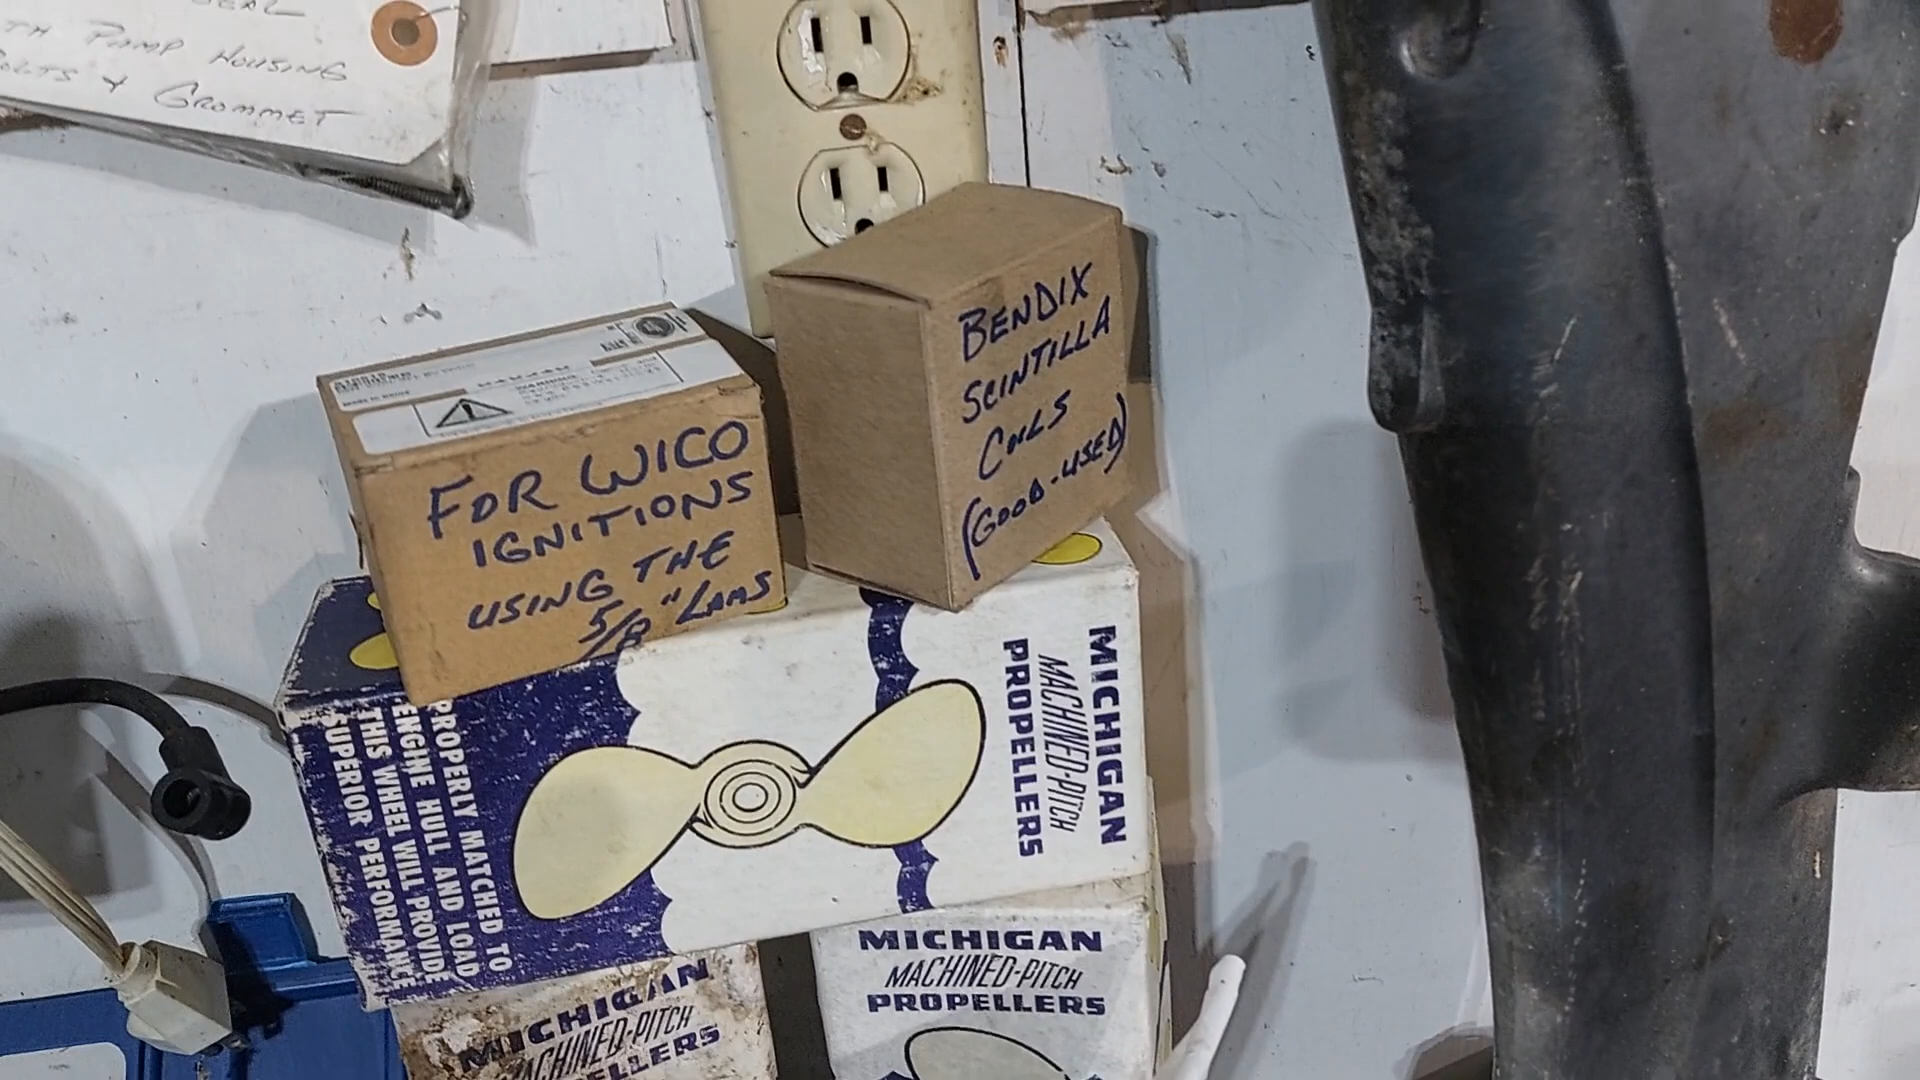 TH PUMP HOUSING
& GROMMET
BENDIX
SCINTILLA
COILS
(GOOD-USED)
FOR WICO
IGNITIONS
USING THE
5/8" LAMS
PROPERLY MATCHED TO
ENGINE HULL AND LOAD
THIS WHEEL WILL PROVIDE
SUPERIOR PERFORMANCE
MICHIGAN
MACHINED-PITCH
PROPELLERS
MICHIGAN
MACHINED-PITCH
ELLERS
MICHIGAN
MACHINED-PITCH
PROPELLERS